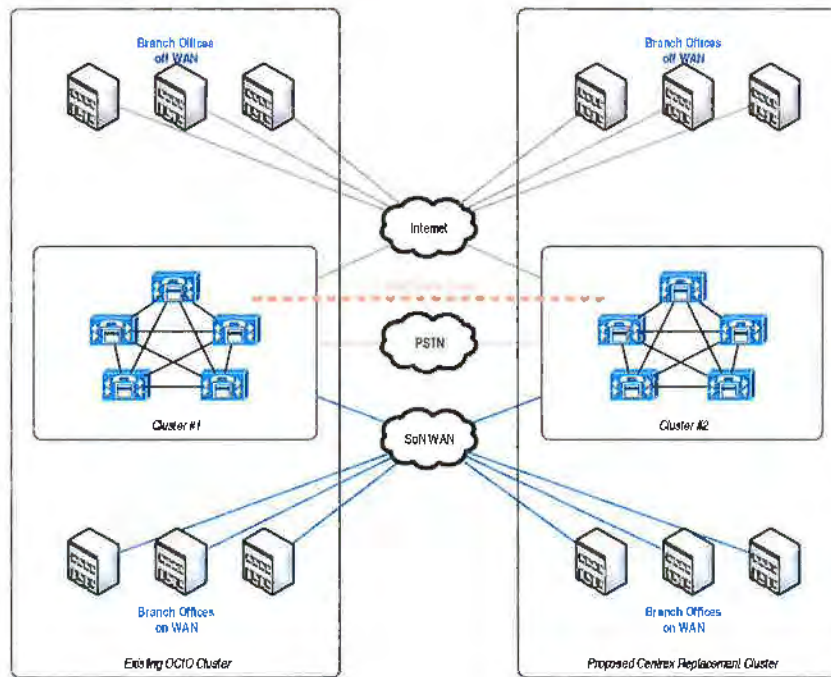 Branch Offices
off WAN
Branch Offices
off WAN
Internet
PSTN
Cluster #1
SoN WAN
Cluster #2
Branch Offices
on WAN
Branch Offices
on WAN
Existing OCIO Cluster
Proposed Centrex Replacement Cluster